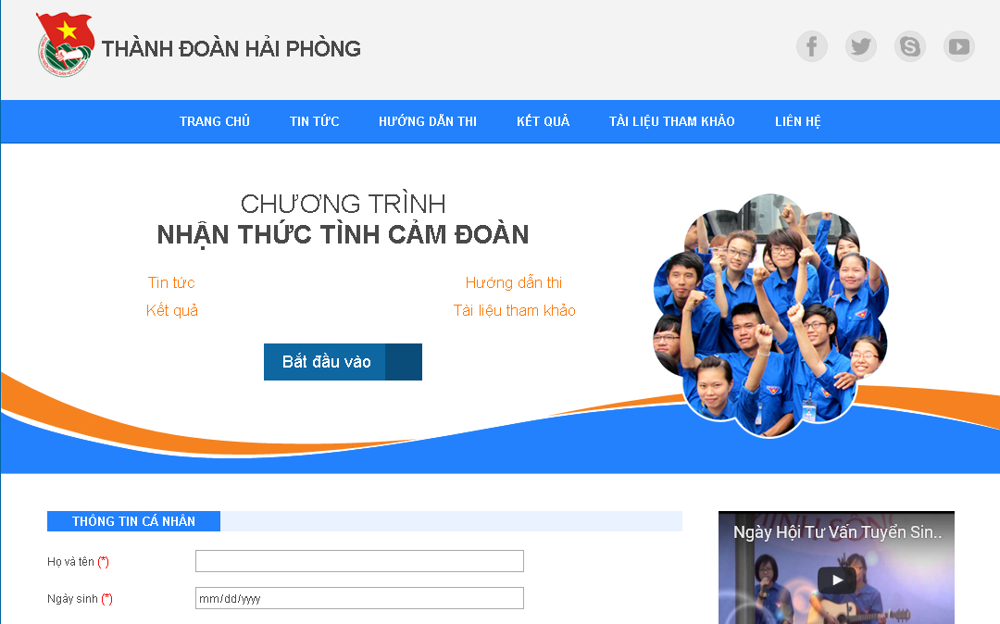 THÀNH ĐOÀN HẢI PHÒNG
TRANG CHỦ TIN TỨC HƯỚNG DẪN THI KẾT QUẢ TÀI LIỆU THAM KHẢO LIÊN HỆ
CHƯƠNG TRÌNH
NHẬN THỨC TÌNH CẢM ĐOÀN
Tin tức Hướng dẫn thi
Kết quả Tài liệu tham khảo
Bắt đầu vào
THÔNG TIN CÁ NHÂN
Ngày Hội Tư Vấn Tuyển Sin..
Họ và tên (*)
Ngày sinh (*) mm/dd/yyyy